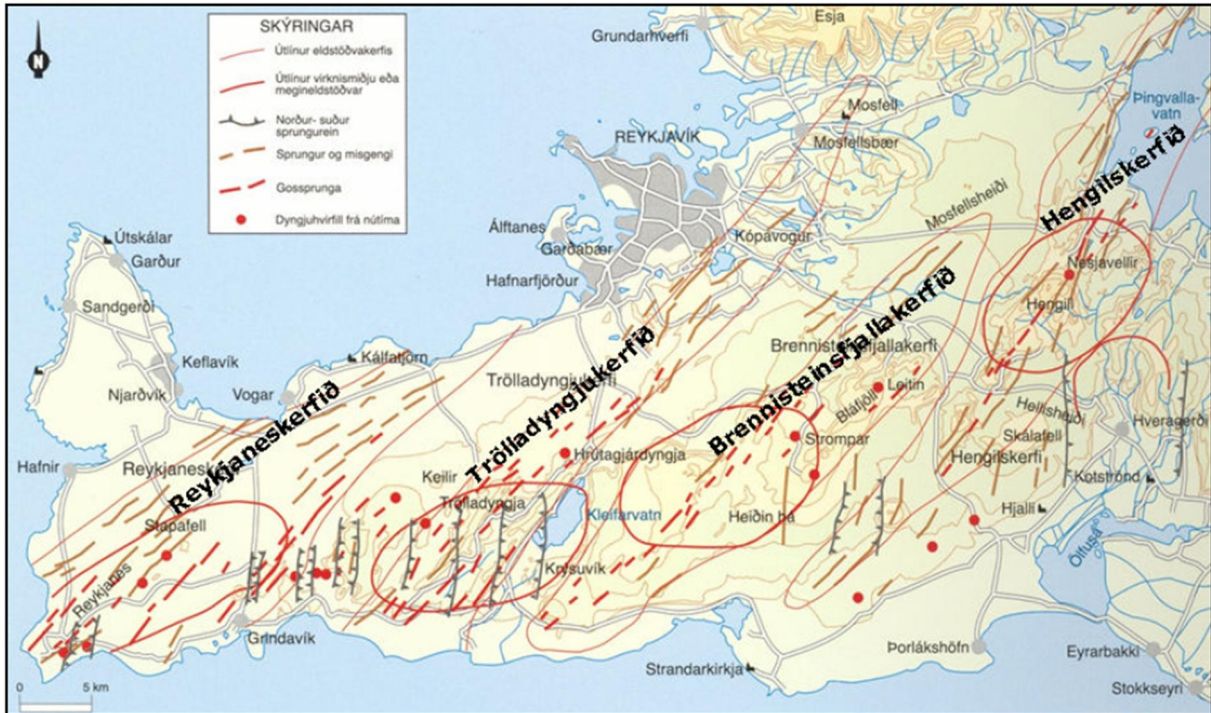 SKÝRINGAR
Útlínur eldstöðvakerfis
Útlínur virknismiðju eða
megineldstöðvar
Norður- suður
sprungurein
Sprungur og misgengi
Gossprunga
Dyngjuhvirfill frá nútíma
N
Esja
Grundarhverfi
Mosfell
Mosfellsbær
Þingvalla-
vatn
REYKJAVÍK
Hengilskerfið
Mosfellsheiði
Álftanes
Garðabær
Kópavogur
Hafnarfjörður
Útskálar
Garður
Sandgerði
Nesjavellir
Hengill
Keflavík
Njarðvík
Kálfatjörn
Vogar
Brennisteinsfjallakerfi
Brennisteinsfjallakerfið
Trölladyngjukerfi
Trölladyngjukerfið
Leitin
Bláfjöll
Hellisheiði
Hveragerði
Skálafell
Hengilskerfi
Strompar
Hafnir
Reykjaneskerfið
Hrútagjárdyngja
Keilir
Trölladyngja
Kotströnd
Stapafell
Kleifarvatn
Heiðin há
Hjalli
Ölfusá
Krýsuvík
Reykjanes
Grindavík
Þorlákshöfn
Eyrarbakki
Strandarkirkja
Stokkseyri
0 5 km